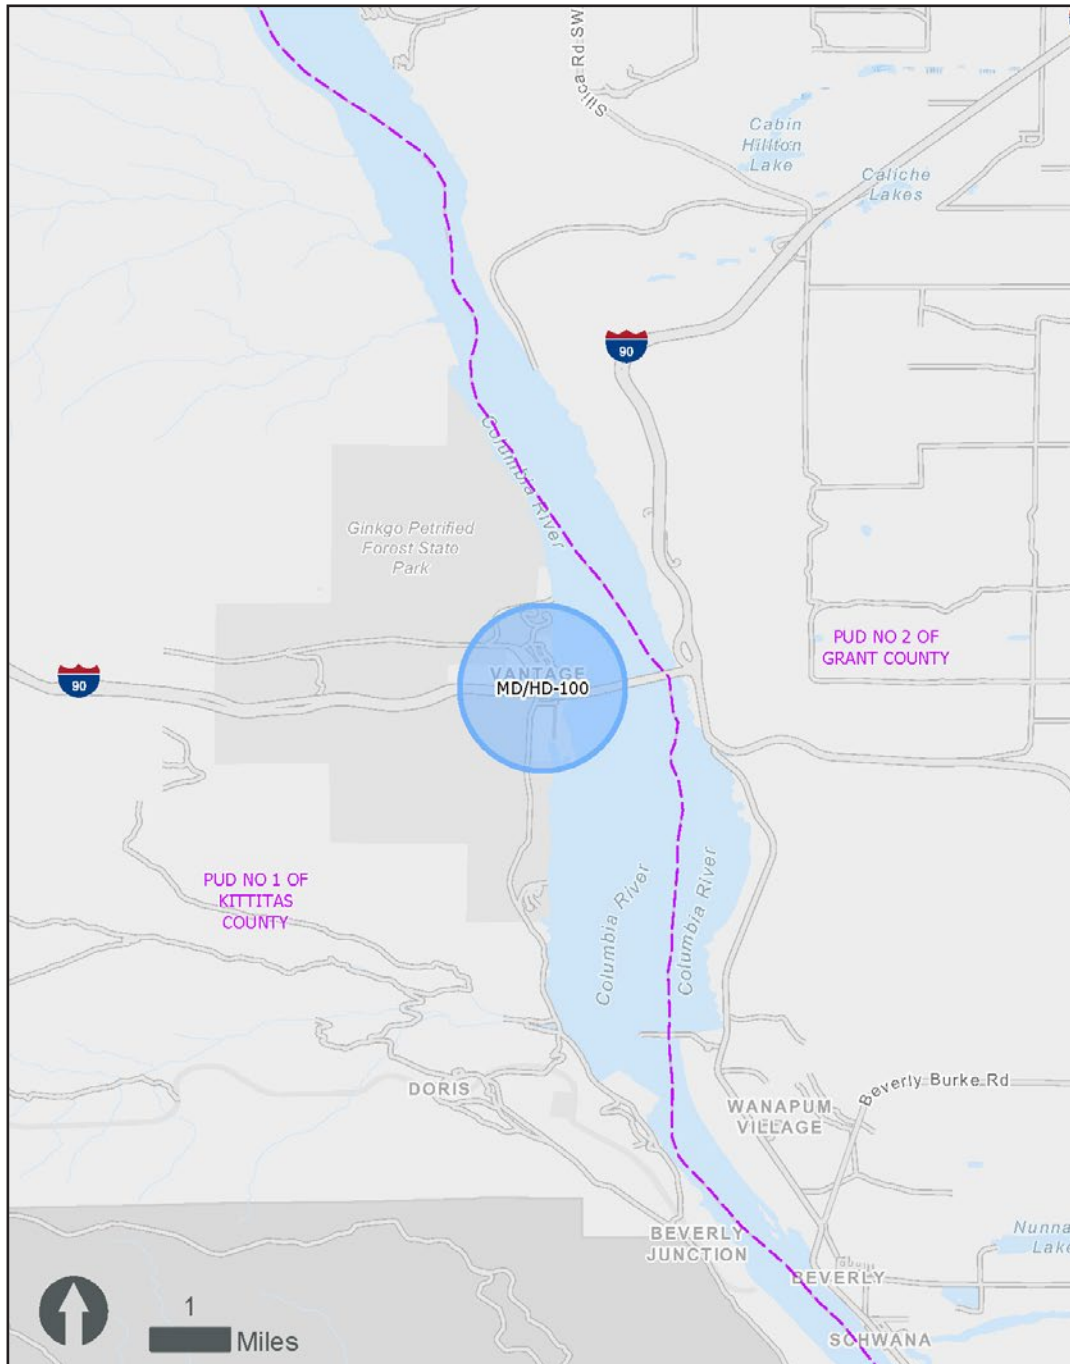 Silica Rd SW
Cabin
Hillton
Lake
Caliche
Lakes
90
Columbia River
Ginkgo Petrified
Forest State
Park
PUD NO 2 OF
GRANT COUNTY
90
VANTAGE
MD/HD-100
PUD NO 1 OF
KITTITAS
COUNTY
Columbia River
Columbia River
DORIS
Beverly Burke Rd
WANAPUM
VILLAGE
BEVERLY
JUNCTION
Nunna
Lake
BEVERLY
SCHWANA
1
Miles